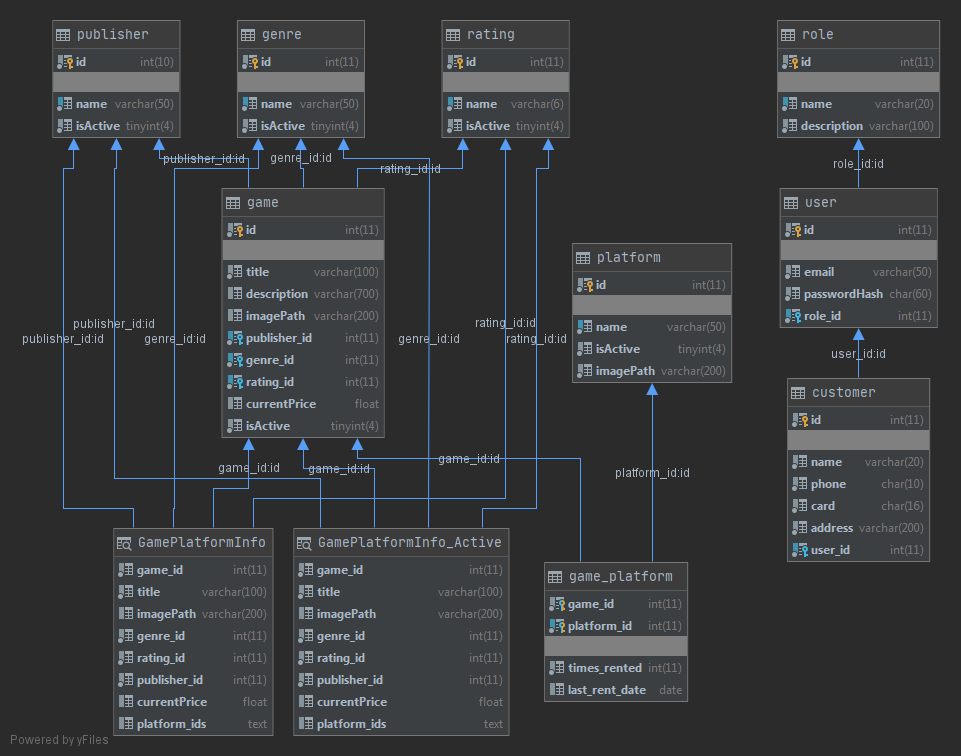 publisher
id int(10)
name varchar(50)
isActive tinyint(4)
genre
id int(11)
name varchar(50)
isActive tinyint(4)
rating
id int(11)
name varchar(6)
isActive tinyint(4)
role
id int(11)
name varchar(20)
description varchar(100)
publisher_id:id
genre_id:id
rating_id:id
role_id:id
game
id int(11)
title varchar(100)
description varchar(700)
imagePath varchar(200)
publisher_id int(11)
genre_id int(11)
rating_id int(11)
currentPrice float
isActive tinyint(4)
platform
id int(11)
name varchar(50)
isActive tinyint(4)
imagePath varchar(200)
user
id int(11)
email varchar(50)
passwordHash char(60)
role_id int(11)
publisher_id:id
publisher_id:id
genre_id:id
genre_id:id
rating_id:id
rating_id:id
user_id:id
customer
id int(11)
name varchar(20)
phone char(10)
card char(16)
address varchar(200)
user_id int(11)
game_id:id
game_id:id
game_id:id
platform_id:id
GamePlatformInfo
game_id int(11)
title varchar(100)
imagePath varchar(200)
genre_id int(11)
rating_id int(11)
publisher_id int(11)
currentPrice float
platform_ids text
GamePlatformInfo_Active
game_id int(11)
title varchar(100)
imagePath varchar(200)
genre_id int(11)
rating_id int(11)
publisher_id int(11)
currentPrice float
platform_ids text
game_platform
game_id int(11)
platform_id int(11)
times_rented int(11)
last_rent_date date
Powered by yFiles